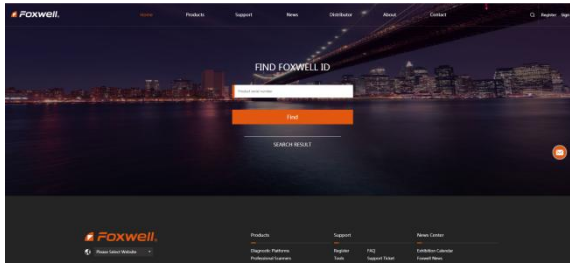 Foxwell.
Home Products Support News Distributor About Contact Register Sign
FIND FOXWELL ID
Product serial number
Find
SEARCH RESULT
Foxwell.
Please Select Website
Products Support News Center
Diagnostic Platforms Register FAQ Exhibition Calendar
Professional Scanners Tools Support Ticket Foxwell News